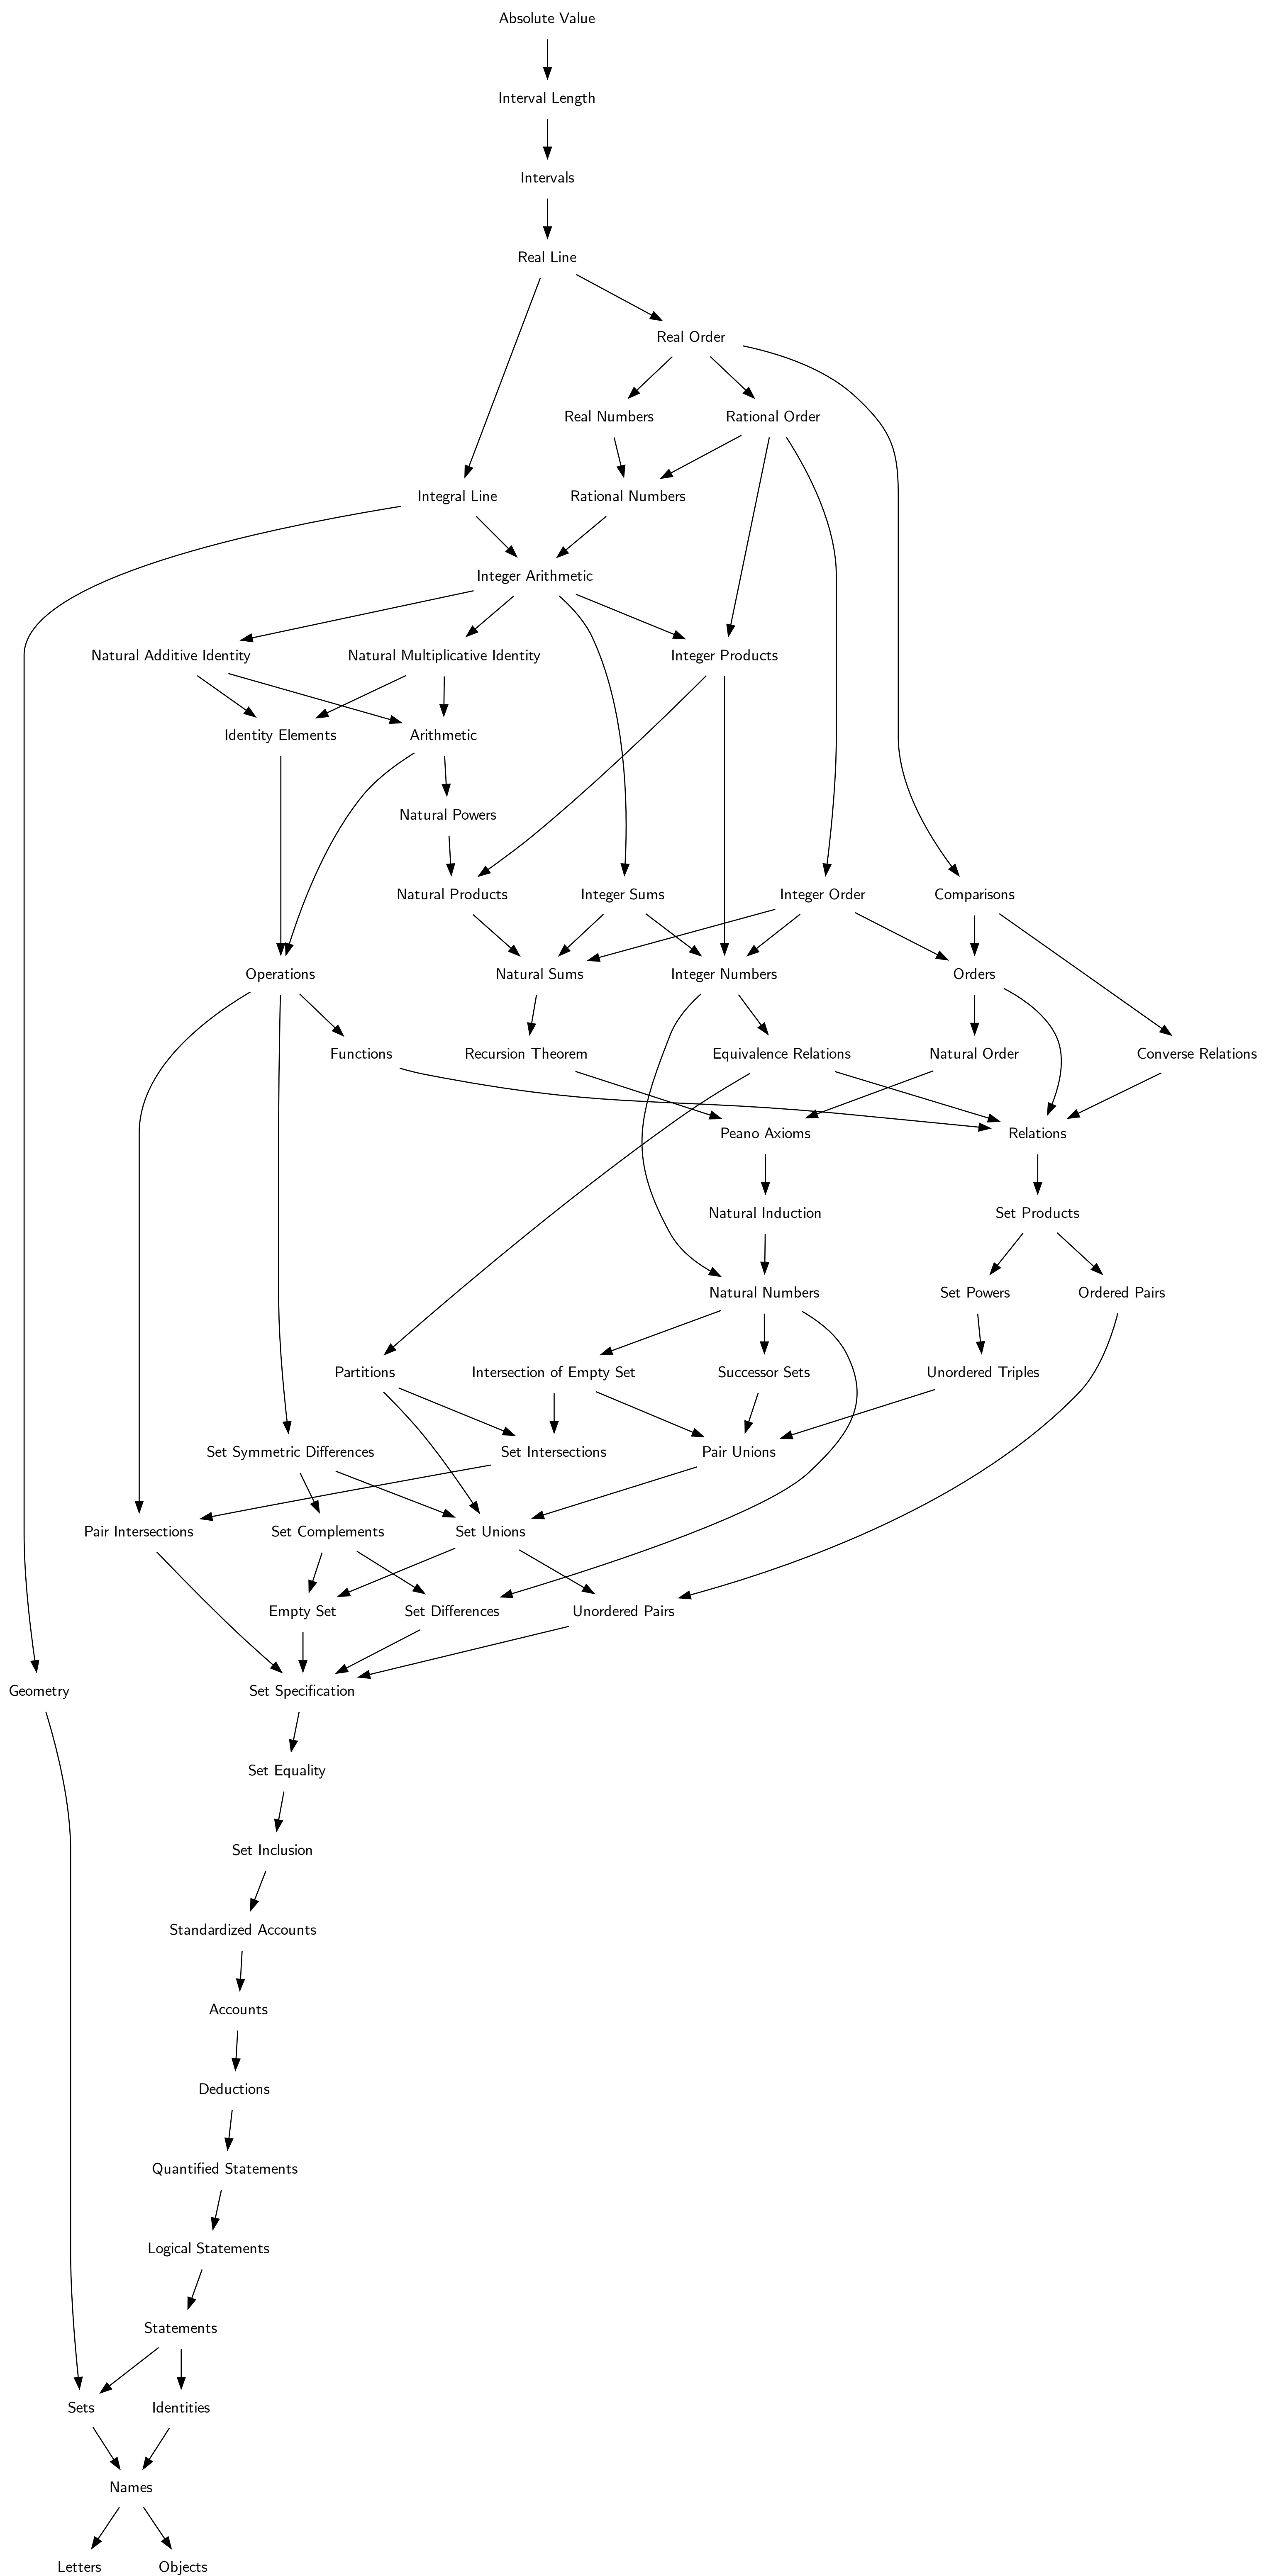 Absolute Value
Interval Length
Intervals
Real Line
Real Order
Real Numbers
Rational Order
Integral Line
Rational Numbers
Integer Arithmetic
Natural Additive Identity
Natural Multiplicative Identity
Integer Products
Identity Elements
Arithmetic
Natural Powers
Natural Products
Integer Sums
Integer Order
Comparisons
Operations
Natural Sums
Integer Numbers
Orders
Functions
Recursion Theorem
Equivalence Relations
Natural Order
Converse Relations
Peano Axioms
Relations
Natural Induction
Set Products
Natural Numbers
Set Powers
Ordered Pairs
Partitions
Intersection of Empty Set
Successor Sets
Unordered Triples
Set Symmetric Differences
Set Intersections
Pair Unions
Pair Intersections
Set Complements
Set Unions
Empty Set
Set Differences
Unordered Pairs
Geometry
Set Specification
Set Equality
Set Inclusion
Standardized Accounts
Accounts
Deductions
Quantified Statements
Logical Statements
Statements
Sets
Identities
Names
Letters
Objects